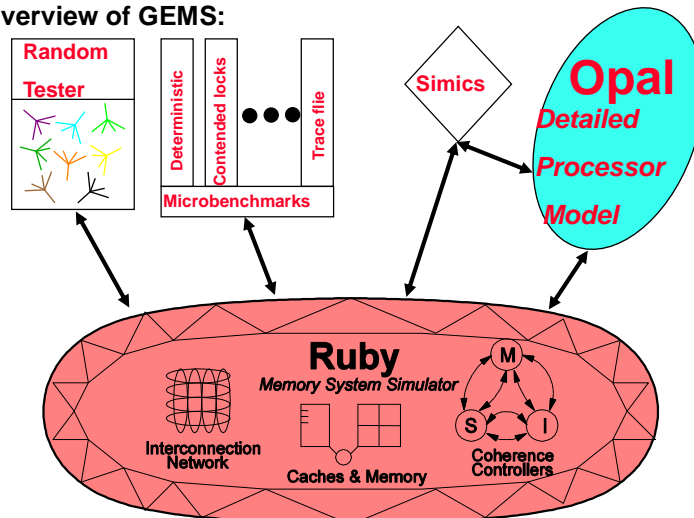 verview of GEMS:
Random
Tester
Deterministic
Contended locks
Trace flie
Microbenchmarks
Simics
Opal
Detailed
Processor
Model
Ruby
Memory System Simulator
M
S
I
Interconnection
Network
Caches & Memory
Coherence
Controllers